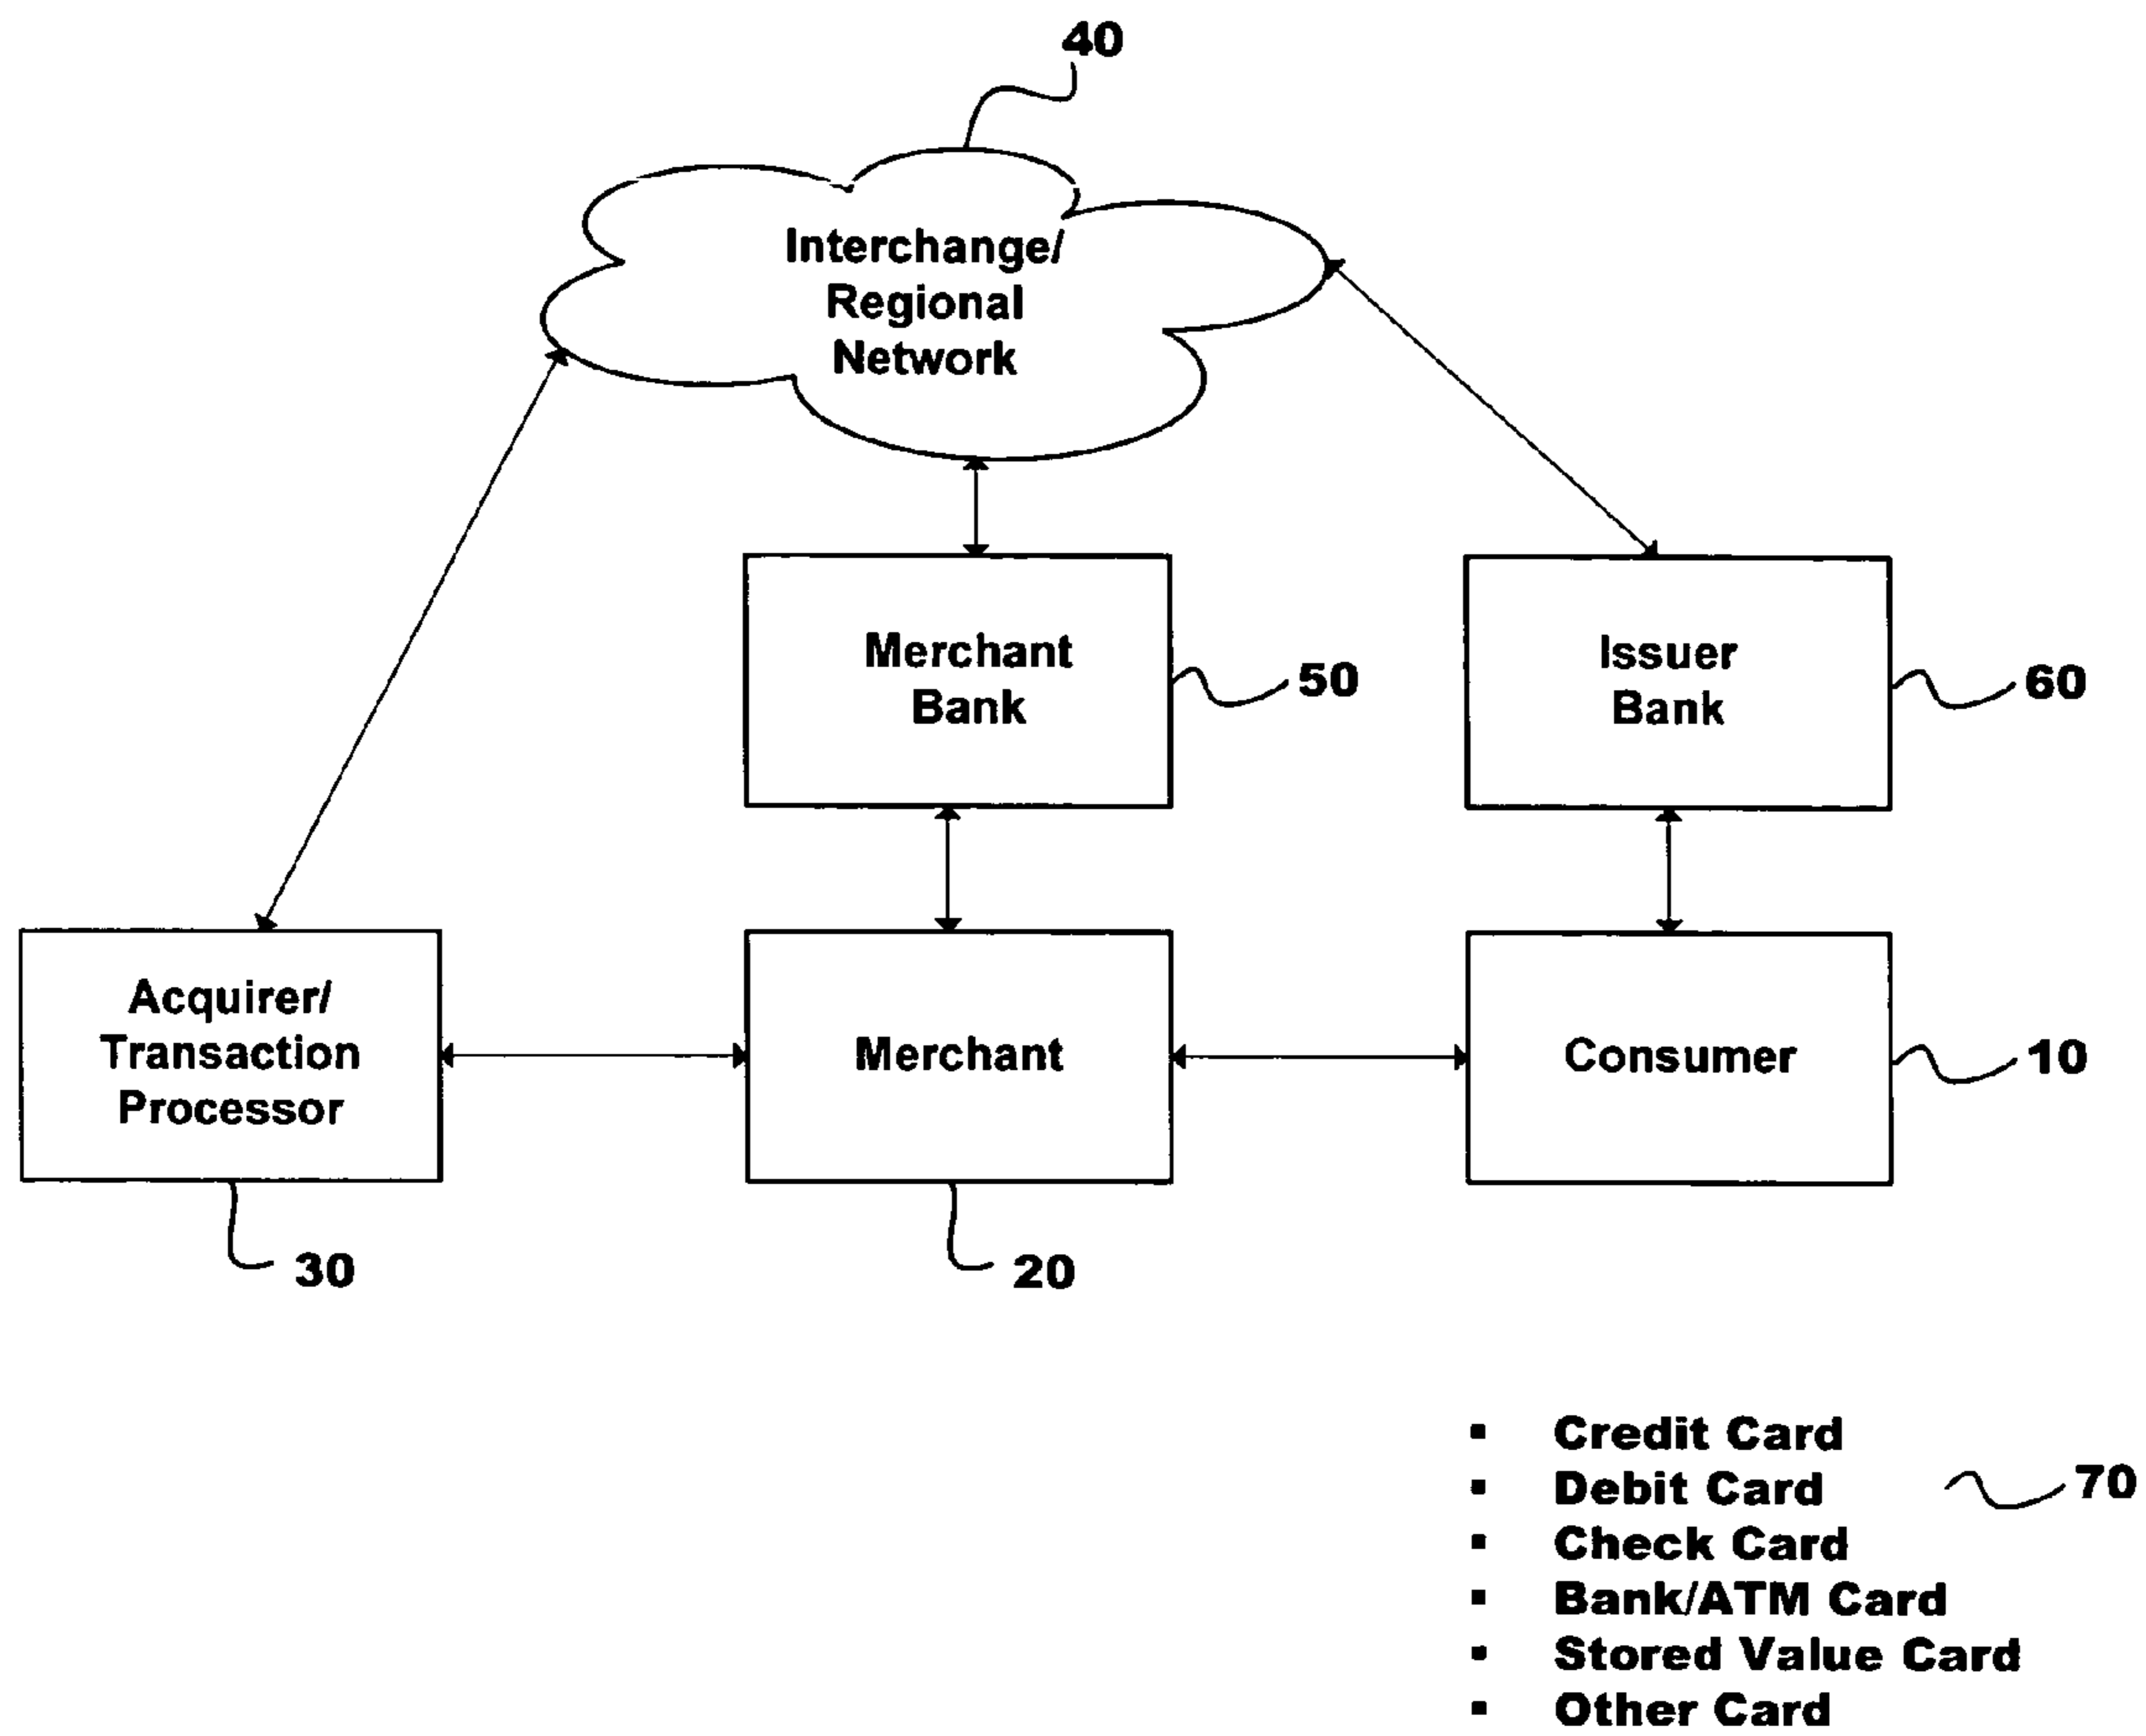 40
Interchange/
Regional
Network
Merchant
Bank
50
Issuer
Bank
60
Acquirer/
Transaction
Processor
30
Merchant
20
Consumer
10
▪ Credit Card
▪ Debit Card
70
▪ Check Card
▪ Bank/ATM Card
▪ Stored Value Card
▪ Other Card